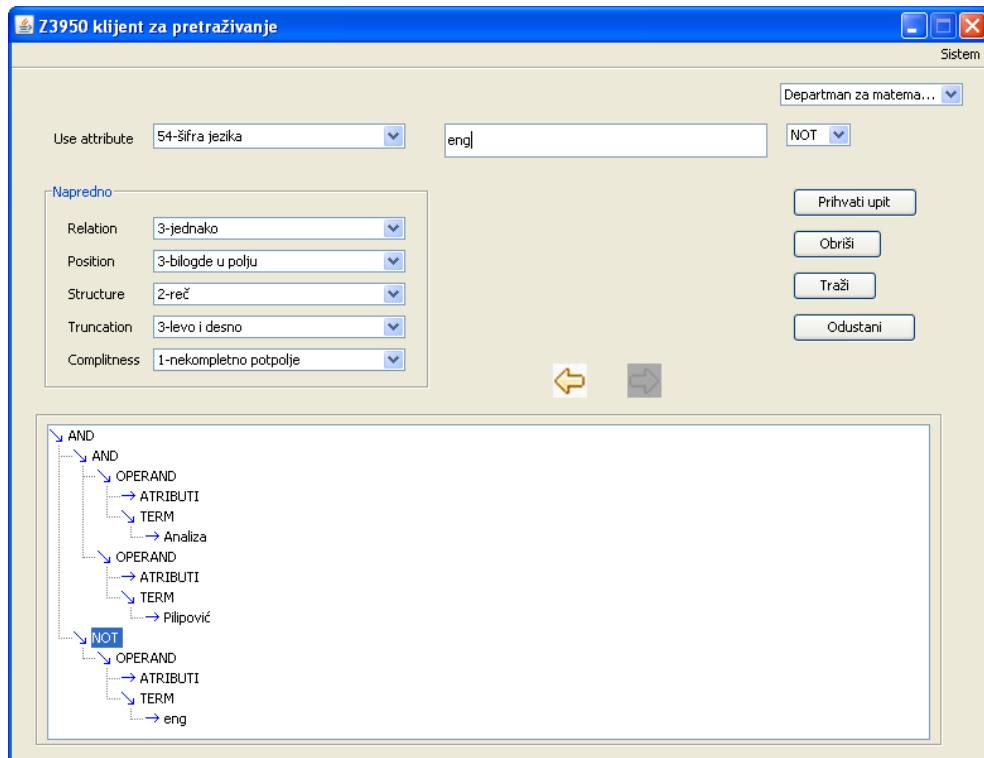 Z3950 klijent za pretraživanje
Sistem
Departman za matema...
Use attribute 54-šifra jezika eng NOT
Napredno
Relation 3-jednako
Position 3-bilogde u polju
Structure 2-reč
Truncation 3-levo i desno
Complitness 1-nekompletno potpolje
Prihvati upit
Obriši
Traži
Odustani
AND
AND
OPERAND
ATRIBUTI
TERM
Analiza
OPERAND
ATRIBUTI
TERM
Pilipović
NOT
OPERAND
ATRIBUTI
TERM
eng